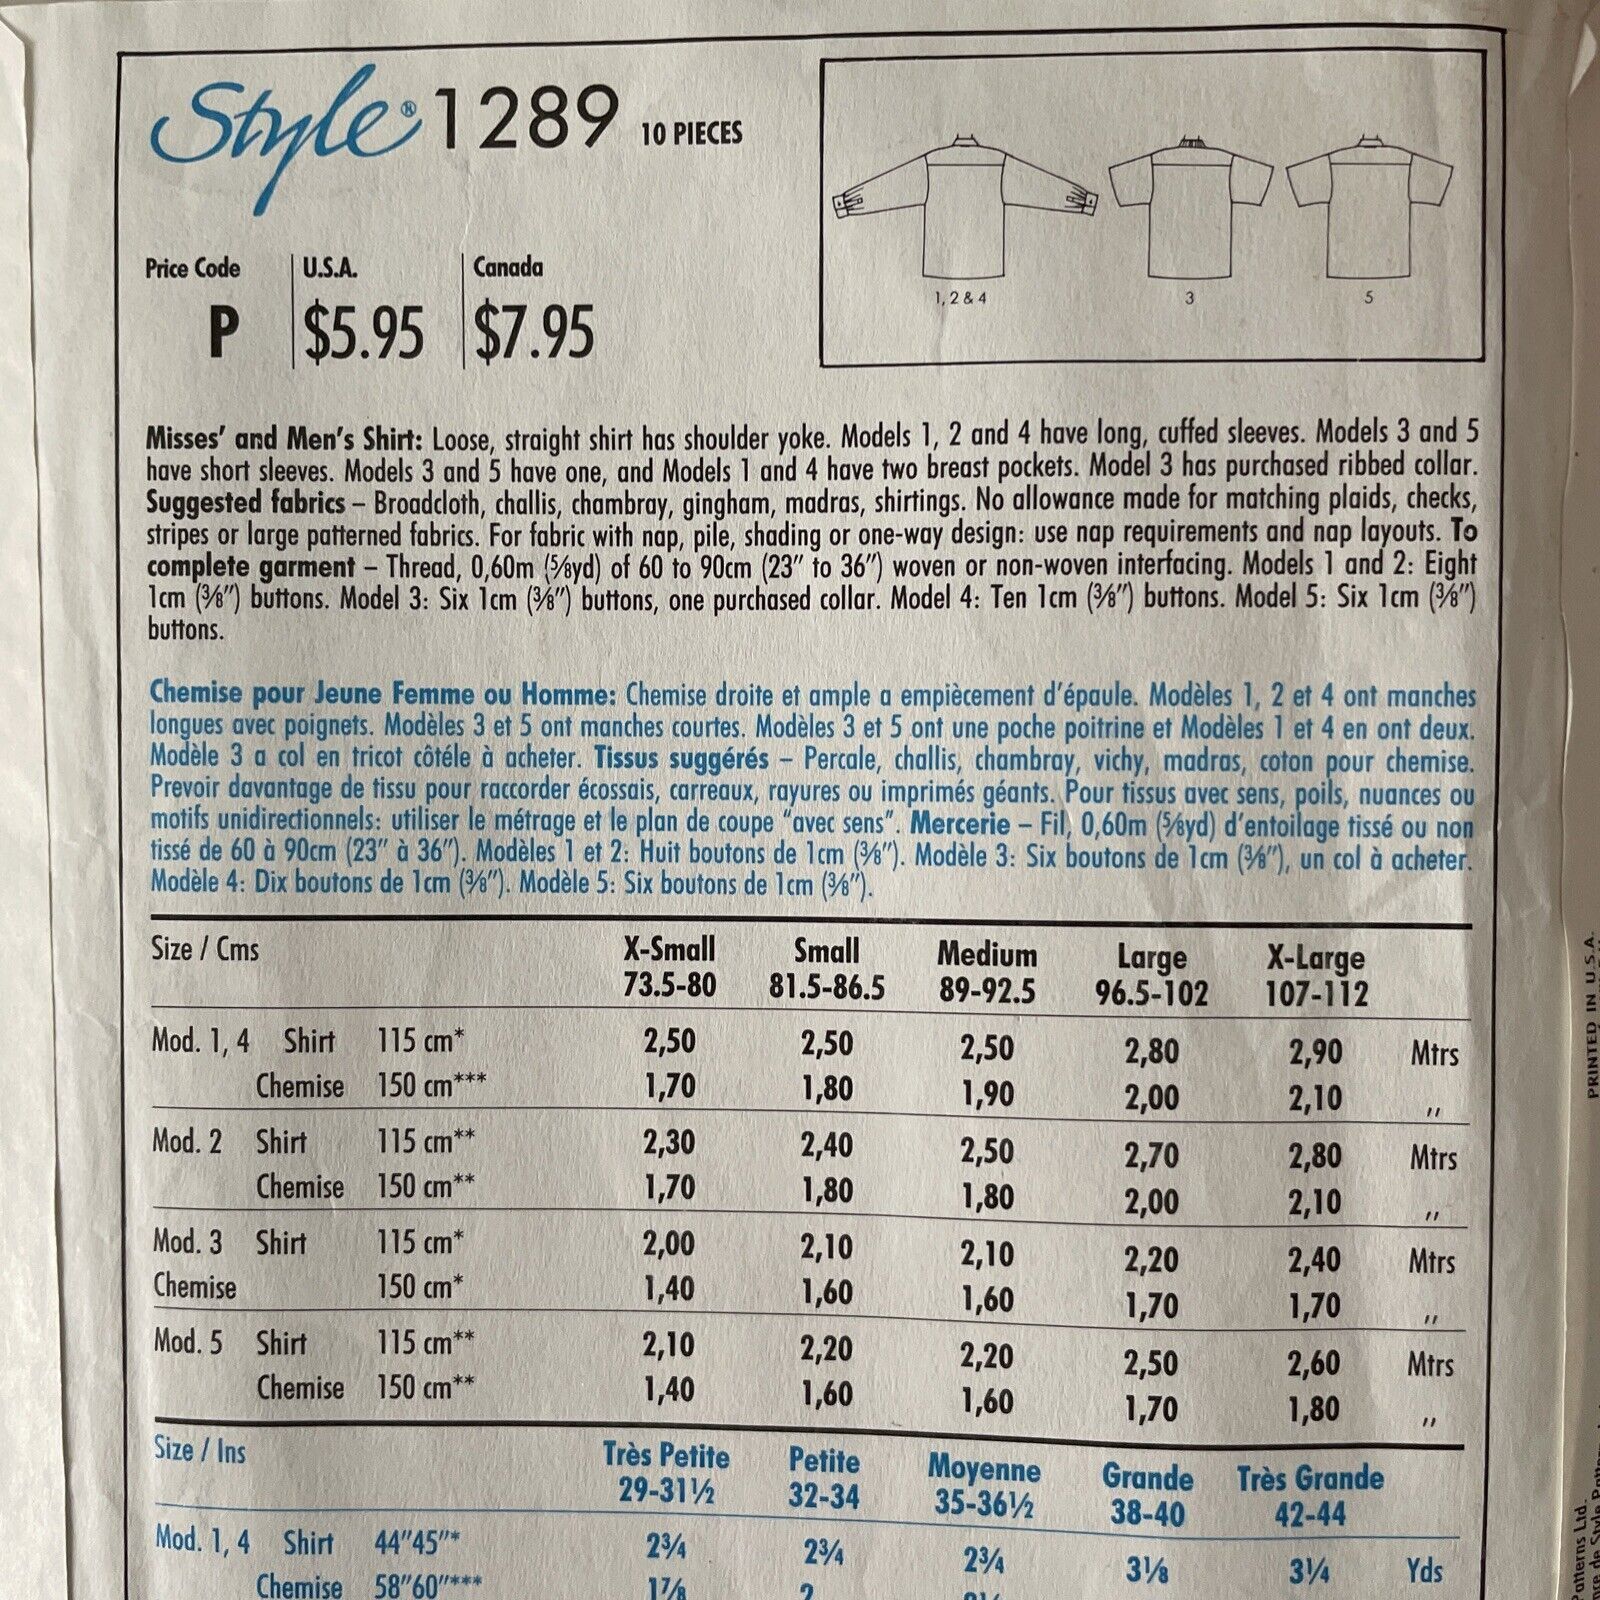 Style® 1289 10 PIECES
Price Code U.S.A. Canada
P $5.95 $7.95
1, 2 & 4 3 5
Misses' and Men's Shirt: Loose, straight shirt has shoulder yoke. Models 1, 2 and 4 have long, cuffed sleeves. Models 3 and 5
have short sleeves. Models 3 and 5 have one, and Models 1 and 4 have two breast pockets. Model 3 has purchased ribbed collar.
Suggested fabrics – Broadcloth, challis, chambray, gingham, madras, shirtings. No allowance made for matching plaids, checks,
stripes or large patterned fabrics. For fabric with nap, pile, shading or one-way design: use nap requirements and nap layouts. To
complete garment – Thread, 0,60m (⅝yd) of 60 to 90cm (23" to 36") woven or non-woven interfacing. Models 1 and 2: Eight
1cm (⅜") buttons. Model 3: Six 1cm (⅜") buttons, one purchased collar. Model 4: Ten 1cm (⅜") buttons. Model 5: Six 1cm (⅜")
buttons.
Chemise pour Jeune Femme ou Homme: Chemise droite et ample a empiècement d'épaule. Modèles 1, 2 et 4 ont manches
longues avec poignets. Modèles 3 et 5 ont manches courtes. Modèles 3 et 5 ont une poche poitrine et Modèles 1 et 4 en ont deux.
Modèle 3 a col en tricot côtéle à acheter. Tissus suggérés – Percale, challis, chambray, vichy, madras, coton pour chemise.
Prevoir davantage de tissu pour raccorder écossais, carreaux, rayures ou imprimés géants. Pour tissus avec sens, poils, nuances ou
motifs unidirectionnels: utiliser le métrage et le plan de coupe "avec sens". Mercerie – Fil, 0,60m (⅝yd) d'entoilage tissé ou non
tissé de 60 à 90cm (23" à 36"). Modèles 1 et 2: Huit boutons de 1cm (⅜"). Modèle 3: Six boutons de 1cm (⅜"), un col à acheter.
Modèle 4: Dix boutons de 1cm (⅜"). Modèle 5: Six boutons de 1cm (⅜").
Size / Cms X-Small Small Medium Large X-Large
73.5-80 81.5-86.5 89-92.5 96.5-102 107-112
Mod. 1, 4 Shirt 115 cm* 2,50 2,50 2,50 2,80 2,90 Mtrs
Chemise 150 cm*** 1,70 1,80 1,90 2,00 2,10 ,,
Mod. 2 Shirt 115 cm** 2,30 2,40 2,50 2,70 2,80 Mtrs
Chemise 150 cm** 1,70 1,80 1,80 2,00 2,10 ,,
Mod. 3 Shirt 115 cm* 2,00 2,10 2,10 2,20 2,40 Mtrs
Chemise 150 cm* 1,40 1,60 1,60 1,70 1,70 ,,
Mod. 5 Shirt 115 cm** 2,10 2,20 2,20 2,50 2,60 Mtrs
Chemise 150 cm** 1,40 1,60 1,60 1,70 1,80 ,,
Size / Ins Très Petite Petite Moyenne Grande Très Grande
29-31½ 32-34 35-36½ 38-40 42-44
Mod. 1, 4 Shirt 44"45"* 2¾ 2¾ 2¾ 3⅛ 3¼ Yds
Chemise 58"60"*** 1⅞ 2
PRINTED IN U.S.A.
Patterns Ltd.
de Style